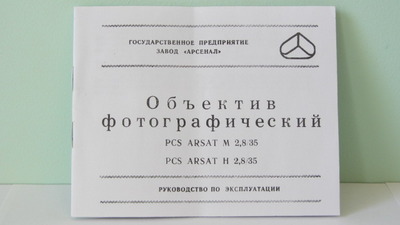 ГОСУДАРСТВЕННОЕ ПРЕДПРИЯТИЕ
ЗАВОД «АРСЕНАЛ»
Объектив
фотографический
PCS ARSAT M 2,8/35
PCS ARSAT H 2,8/35
РУКОВОДСТВО ПО ЭКСПЛУАТАЦИИ